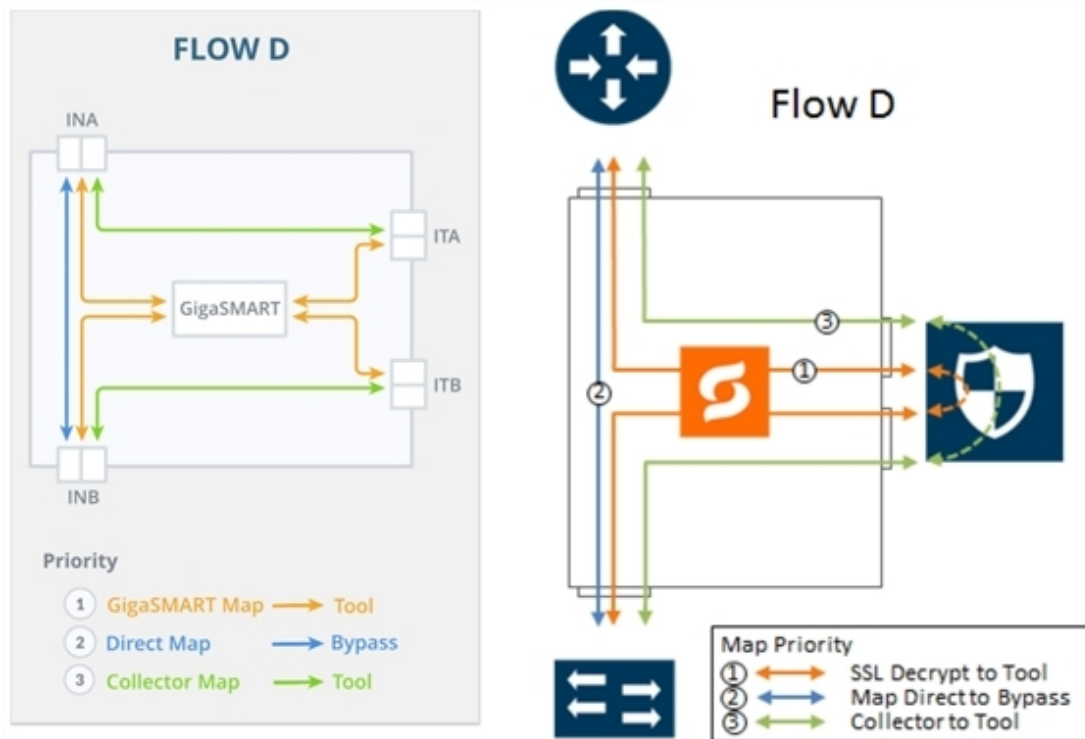 FLOW D
INA
ITA
GigaSMART
ITB
INB
Priority
1 GigaSMART Map Tool
2 Direct Map Bypass
3 Collector Map Tool
Flow D
3
1
2
Map Priority
1 SSL Decrypt to Tool
2 Map Direct to Bypass
3 Collector to Tool